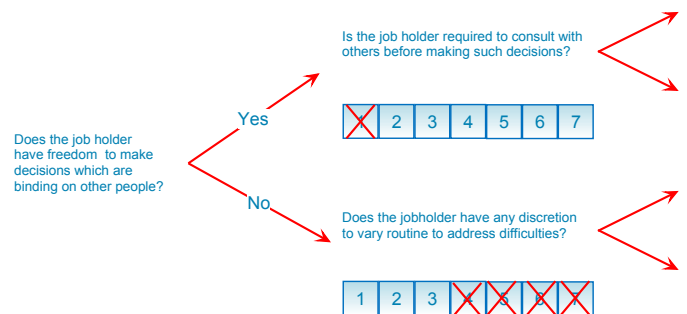 Is the job holder required to consult with
others before making such decisions?
Yes
1 2 3 4 5 6 7
Does the job holder
have freedom to make
decisions which are
binding on other people?
No
Does the jobholder have any discretion
to vary routine to address difficulties?
1 2 3 4 5 6 7